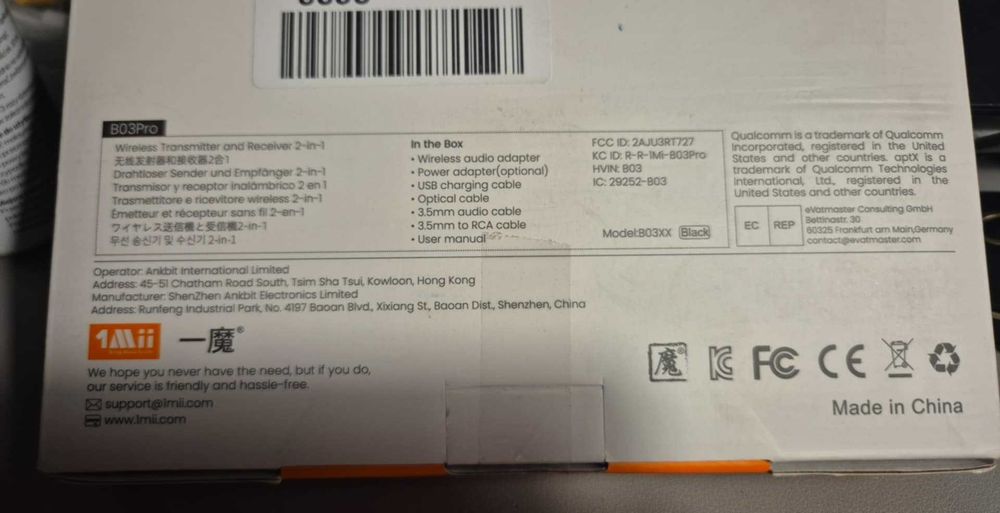 B03Pro
Wireless Transmitter and Receiver 2-in-1
无线发射器和接收器2合1
Drahtloser Sender und Empfänger 2-in-1
Transmisor y receptor inalámbrico 2 en 1
Trasmettitore e ricevitore wireless 2-in-1
Émetteur et récepteur sans fil 2-en-1
ワイヤレス送信機と受信機2-in-1
무선 송신기 및 수신기 2-in-1
In the Box
• Wireless audio adapter
• Power adapter(optional)
• USB charging cable
• Optical cable
• 3.5mm audio cable
• 3.5mm to RCA cable
• User manual
FCC ID: 2AJU3RT727
KC ID: R-R-1Mi-B03Pro
HVIN: B03
IC: 29252-B03
Model:B03XX Black
Qualcomm is a trademark of Qualcomm
Incorporated, registered in the United
States and other countries. aptX is a
trademark of Qualcomm Technologies
International, Ltd., registered in the
United States and other countries.
EC REP
eVatmaster Consulting GmbH
Bettinastr. 30
60325 Frankfurt am Main,Germany
contact@evatmaster.com
Operator: Ankbit International Limited
Address: 45-51 Chatham Road South, Tsim Sha Tsui, Kowloon, Hong Kong
Manufacturer: ShenZhen Ankbit Electronics Limited
Address: Runfeng Industrial Park, No. 4197 Baoan Blvd., Xixiang St., Baoan Dist., Shenzhen, China
1Mii 一魔®
We hope you never have the need, but if you do,
our service is friendly and hassle-free.
support@1mii.com
www.1mii.com
魔® FC CE
Made in China